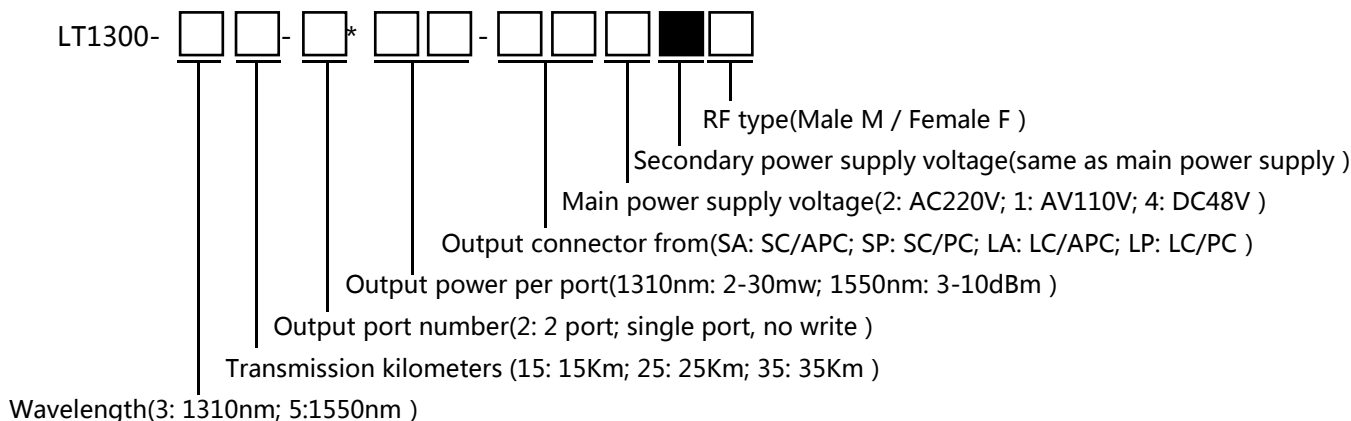 LT1300- - * -
RF type(Male M / Female F )
Secondary power supply voltage(same as main power supply )
Main power supply voltage(2: AC220V; 1: AV110V; 4: DC48V )
Output connector from(SA: SC/APC; SP: SC/PC; LA: LC/APC; LP: LC/PC )
Output power per port(1310nm: 2-30mw; 1550nm: 3-10dBm )
Output port number(2: 2 port; single port, no write )
Transmission kilometers (15: 15Km; 25: 25Km; 35: 35Km )
Wavelength(3: 1310nm; 5:1550nm )